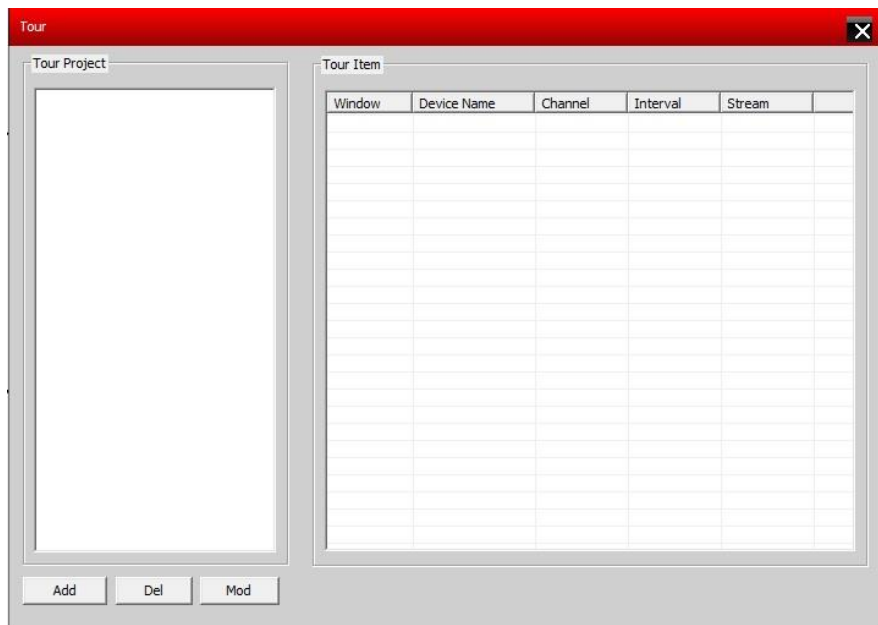 Tour
Tour Project
Tour Item
Window Device Name Channel Interval Stream
Add Del Mod